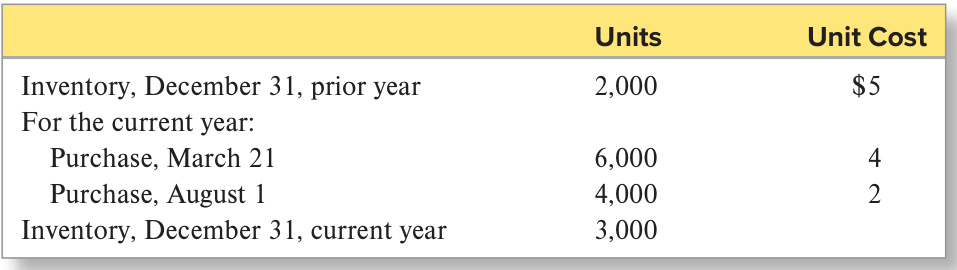 Units Unit Cost
Inventory, December 31, prior year 2,000 $5
For the current year:
Purchase, March 21 6,000 4
Purchase, August 1 4,000 2
Inventory, December 31, current year 3,000